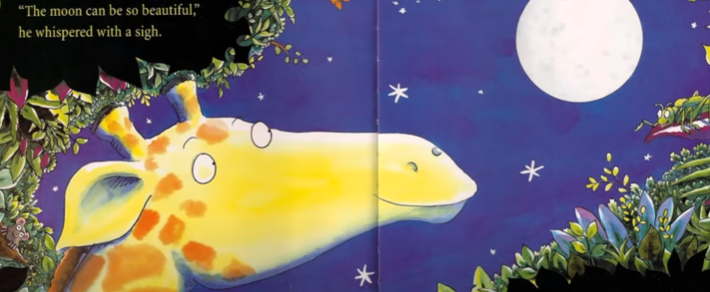 “The moon can be so beautiful,”
he whispered with a sigh.